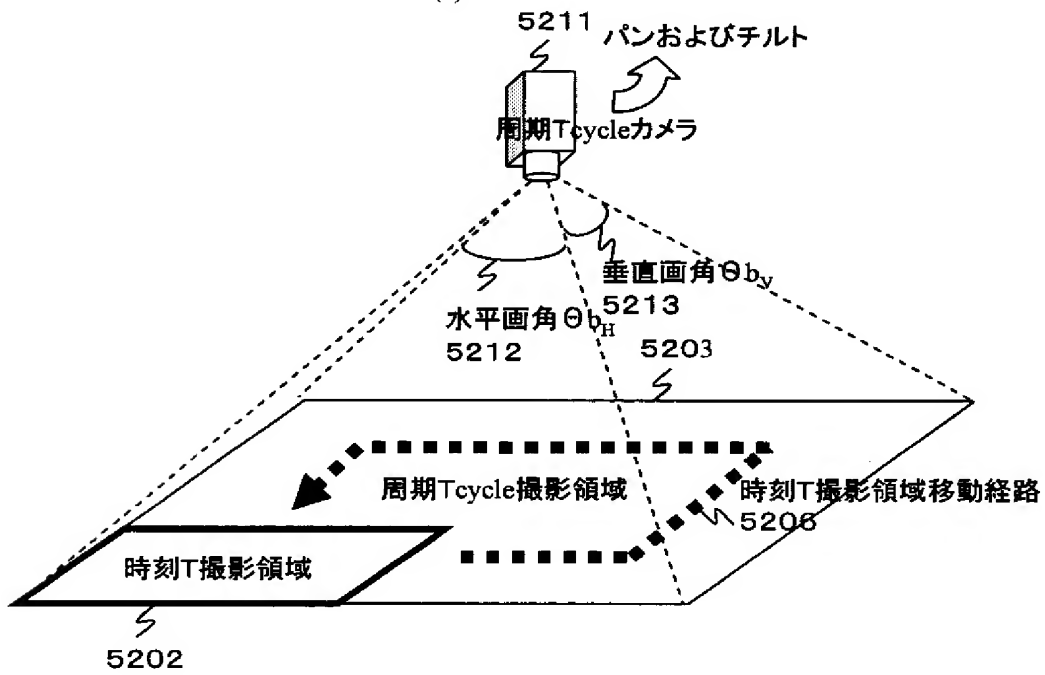 5211
パンおよびチルト
周期Tcycleカメラ
垂直画角Θb_V
5213
水平画角Θb_H
5212
5203
周期Tcycle撮影領域
時刻T撮影領域移動経路
5206
時刻T撮影領域
5202